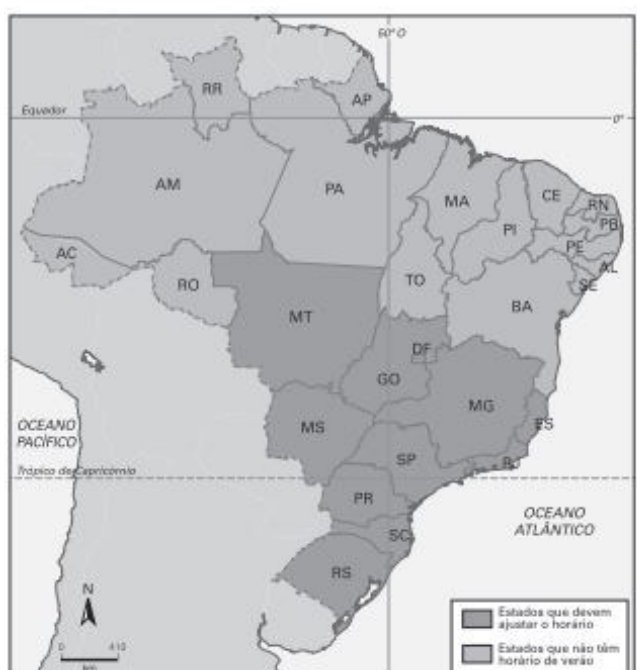 50° O
RR
AP
Equador
0°
AM
PA
MA
CE
RN
PB
PI
PE
AC
AL
TO
SE
RO
BA
MT
DF
GO
MG
OCEANO
PACÍFICO
MS
ES
SP
Trópico de Capricórnio
PR
OCEANO
ATLÂNTICO
SC
RS
N
0 410
km
Estados que devem
ajustar o horário
Estados que não têm
horário de verão